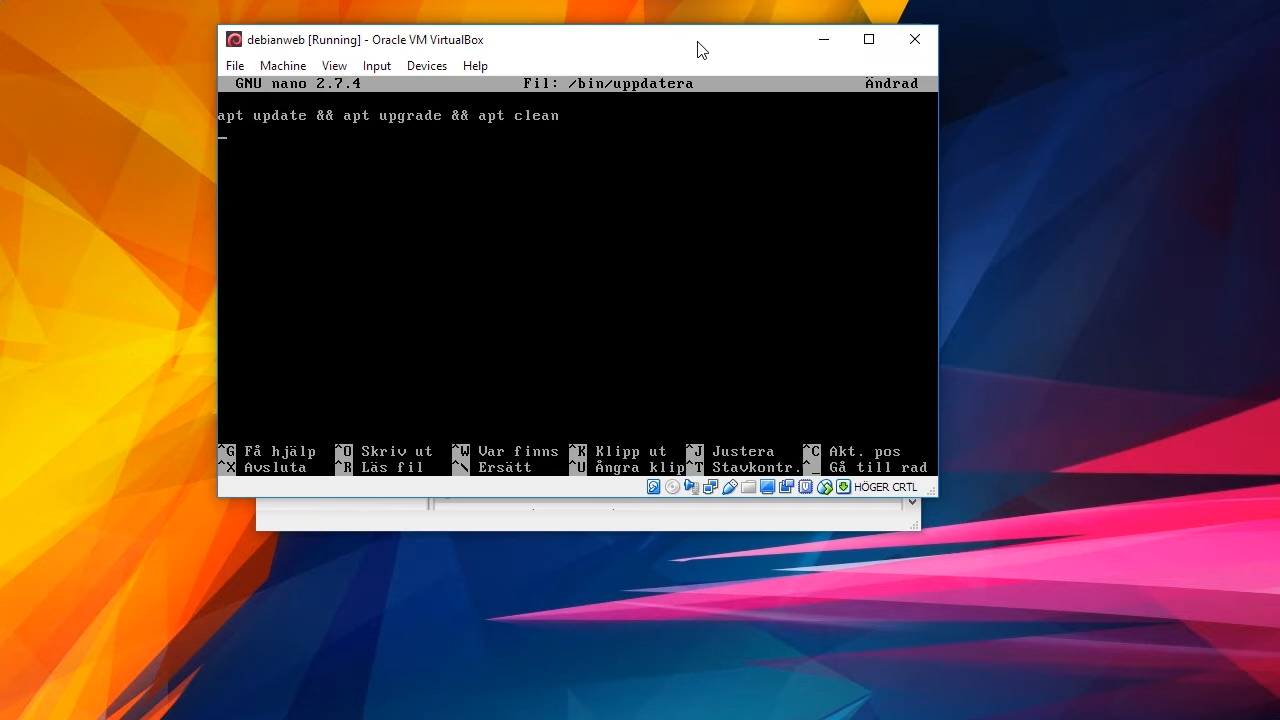 debianweb [Running] - Oracle VM VirtualBox
File Machine View Input Devices Help
GNU nano 2.7.4 Fil: /bin/uppdatera Ändrad
apt update && apt upgrade && apt clean
^G Få hjälp ^O Skriv ut ^W Var finns ^K Klipp ut ^J Justera ^C Akt. pos
^X Avsluta ^R Läs fil ^\ Ersätt ^U Ångra klip ^T Stavkontr. ^_ Gå till rad
HÖGER CRTL